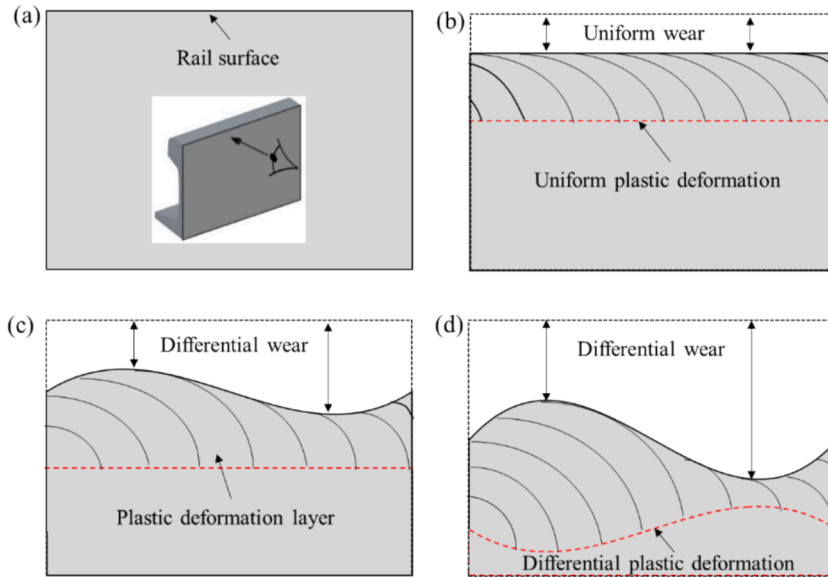 (a)
Rail surface
(b)
Uniform wear
Uniform plastic deformation
(c)
Differential wear
Plastic deformation layer
(d)
Differential wear
Differential plastic deformation